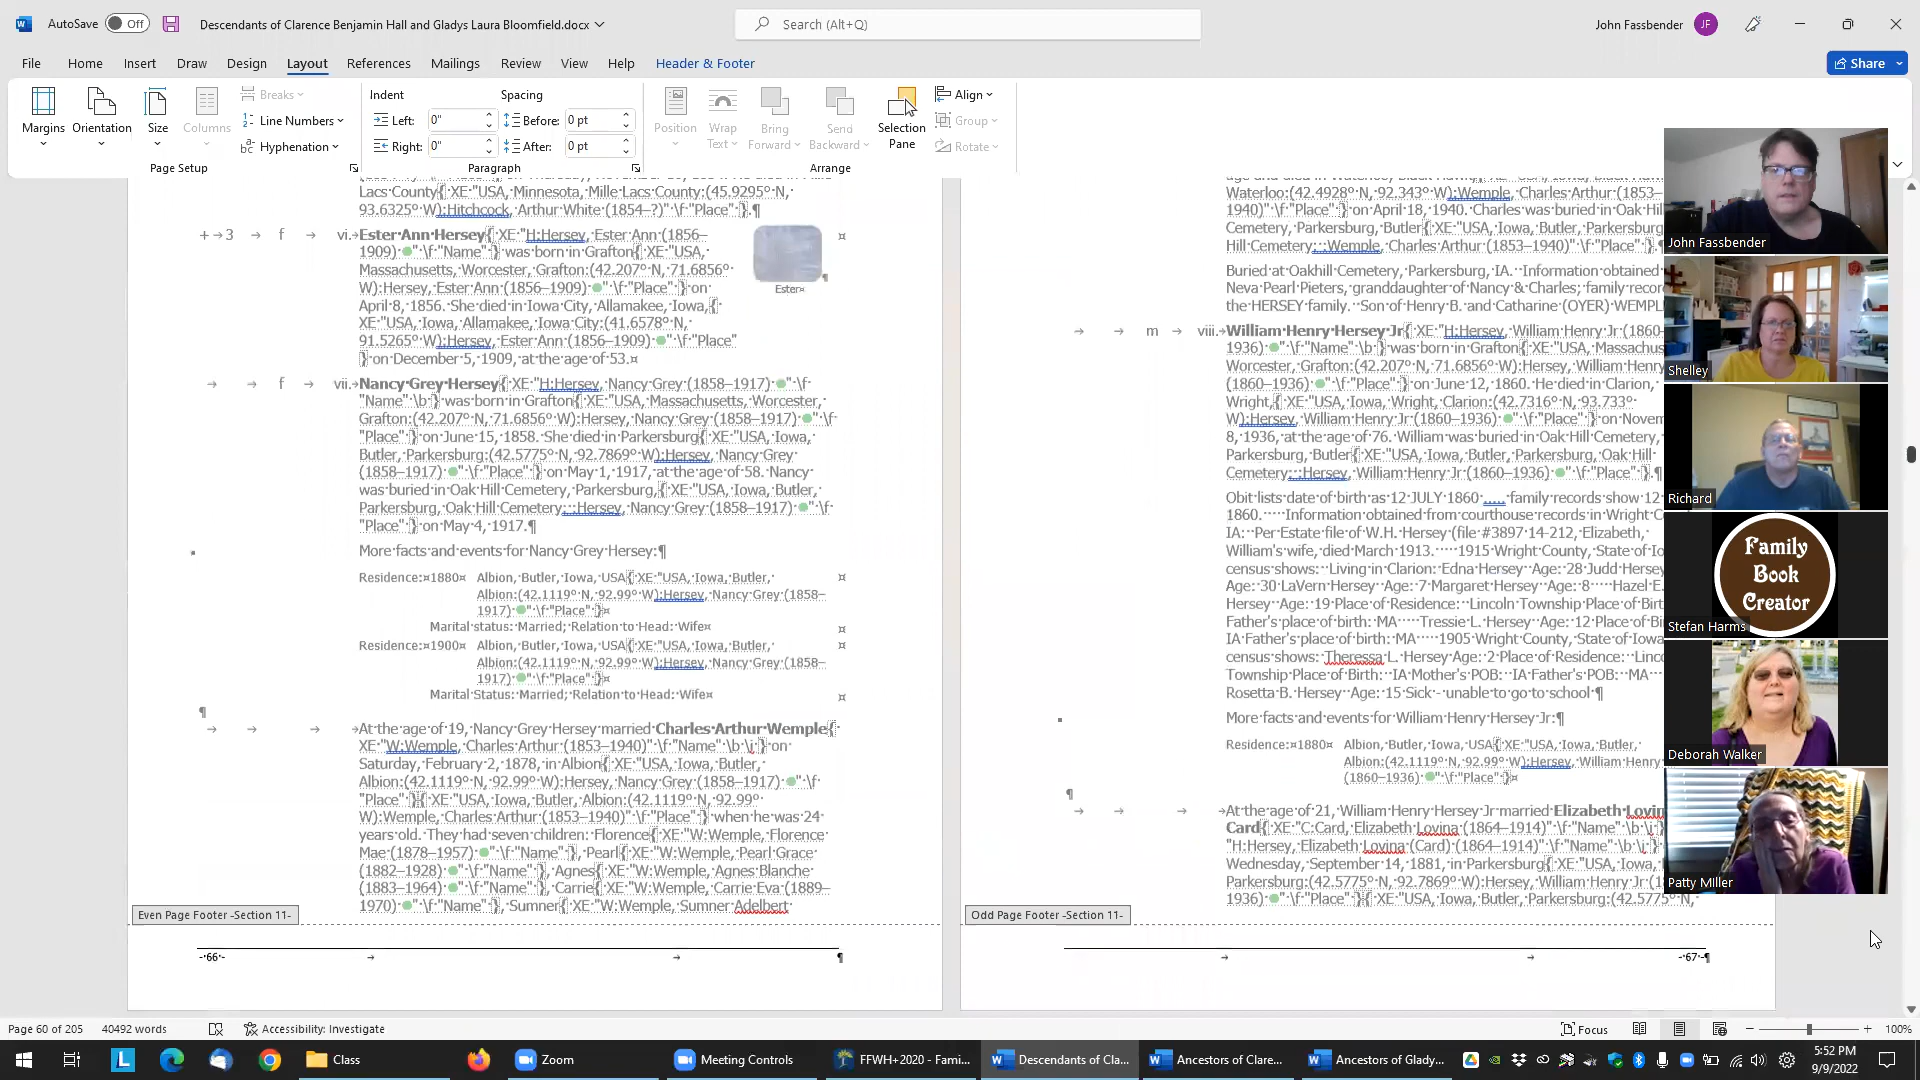 AutoSave Off Descendants of Clarence Benjamin Hall and Gladys Laura Bloomfield.docx Search (Alt+Q) John Fassbender JF
File Home Insert Draw Design Layout References Mailings Review View Help Header & Footer Share
Margins Orientation Size Columns
Breaks
Line Numbers
Hyphenation
Page Setup
Indent Spacing
Left: 0" Before: 0 pt
Right: 0" After: 0 pt
Paragraph
Position Wrap Text Bring Forward Send Backward Selection Pane
Align
Group
Rotate
Arrange
Lacs County{ XE "USA, Minnesota, Mille Lacs County:(45.9295º N,
93.6325º W):Hitchcock, Arthur White (1854–?)" \f "Place" }.¶
+ 3 f vi. Ester Ann Hersey{ XE "H:Hersey, Ester Ann (1856–
1909) " \f "Name" } was born in Grafton{ XE "USA,
Massachusetts, Worcester, Grafton:(42.207º N, 71.6856º
W):Hersey, Ester Ann (1856–1909) " \f "Place" } on
April 8, 1856. She died in Iowa City, Allamakee, Iowa,{
XE "USA, Iowa, Allamakee, Iowa City:(41.6578º N,
91.5265º W):Hersey, Ester Ann (1856–1909) " \f "Place"
} on December 5, 1909, at the age of 53.¤
Ester¤
f vii. Nancy Grey Hersey{ XE "H:Hersey, Nancy Grey (1858–1917) " \f
"Name" \b } was born in Grafton{ XE "USA, Massachusetts, Worcester,
Grafton:(42.207º N, 71.6856º W):Hersey, Nancy Grey (1858–1917) " \f
"Place" } on June 15, 1858. She died in Parkersburg{ XE "USA, Iowa,
Butler, Parkersburg:(42.5775º N, 92.7869º W):Hersey, Nancy Grey
(1858–1917) " \f "Place" } on May 1, 1917, at the age of 58. Nancy
was buried in Oak Hill Cemetery, Parkersburg,{ XE "USA, Iowa, Butler,
Parkersburg, Oak Hill Cemetery:;:Hersey, Nancy Grey (1858–1917) " \f
"Place" } on May 4, 1917.¶
More facts and events for Nancy Grey Hersey:¶
Residence:¤1880¤ Albion, Butler, Iowa, USA{ XE "USA, Iowa, Butler,
Albion:(42.1119º N, 92.99º W):Hersey, Nancy Grey (1858–
1917) " \f "Place" }¤
Marital status: Married; Relation to Head: Wife¤
Residence:¤1900¤ Albion, Butler, Iowa, USA{ XE "USA, Iowa, Butler,
Albion:(42.1119º N, 92.99º W):Hersey, Nancy Grey (1858–
1917) " \f "Place" }¤
Marital Status: Married; Relation to Head: Wife¤
¶
At the age of 19, Nancy Grey Hersey married Charles Arthur Wemple{
XE "W:Wemple, Charles Arthur (1853–1940)" \f "Name" \b \i } on
Saturday, February 2, 1878, in Albion{ XE "USA, Iowa, Butler,
Albion:(42.1119º N, 92.99º W):Hersey, Nancy Grey (1858–1917) " \f
"Place" }{ XE "USA, Iowa, Butler, Albion:(42.1119º N, 92.99º
W):Wemple, Charles Arthur (1853–1940)" \f "Place" } when he was 24
years old. They had seven children: Florence{ XE "W:Wemple, Florence
Mae (1878–1957) " \f "Name" }, Pearl{ XE "W:Wemple, Pearl Grace
(1882–1928) " \f "Name" }, Agnes{ XE "W:Wemple, Agnes Blanche
(1883–1964) " \f "Name" }, Carrie{ XE "W:Wemple, Carrie Eva (1889–
1970) " \f "Name" }, Sumner{ XE "W:Wemple, Sumner Adelbert
Even Page Footer -Section 11-
- 66 - ¶
Waterloo:(42.4928º N, 92.343º W):Wemple, Charles Arthur (1853–
1940)" \f "Place" } on April 18, 1940. Charles was buried in Oak Hill
Cemetery, Parkersburg, Butler{ XE "USA, Iowa, Butler, Parkersburg,
Hill Cemetery:;:Wemple, Charles Arthur (1853–1940)" \f "Place" }.¶
Buried at Oakhill Cemetery, Parkersburg, IA. Information obtained
Neva Pearl Pieters, granddaughter of Nancy & Charles; family record
the HERSEY family. Son of Henry B. and Catharine (OYER) WEMPL
m viii. William Henry Hersey Jr{ XE "H:Hersey, William Henry Jr (1860–
1936) " \f "Name" \b } was born in Grafton{ XE "USA, Massachus
Worcester, Grafton:(42.207º N, 71.6856º W):Hersey, William Henry
(1860–1936) " \f "Place" } on June 12, 1860. He died in Clarion,
Wright,{ XE "USA, Iowa, Wright, Clarion:(42.7316º N, 93.733º
W):Hersey, William Henry Jr (1860–1936) " \f "Place" } on Novem
8, 1936, at the age of 76. William was buried in Oak Hill Cemetery,
Parkersburg, Butler{ XE "USA, Iowa, Butler, Parkersburg, Oak Hill
Cemetery:;:Hersey, William Henry Jr (1860–1936) " \f "Place" }.¶
Obit lists date of birth as 12 JULY 1860 ..... family records show 12
1860. Information obtained from courthouse records in Wright C
IA: Per Estate file of W.H. Hersey (file #3897-14-212, Elizabeth,
William's wife, died March 1913. 1915 Wright County, State of Io
census shows: Living in Clarion: Edna Hersey Age: 28 Judd Hersey
Age: 30 LaVern Hersey Age: 7 Margaret Hersey Age: 8 Hazel E.
Hersey Age: 19 Place of Residence: Lincoln Township Place of Birt
Father's place of birth: MA Tressie L. Hersey Age: 12 Place of Bi
IA Father's place of birth: MA 1905 Wright County, State of Iowa
census shows: Theressa L. Hersey Age: 2 Place of Residence: Linco
Township Place of Birth: IA Mother's POB: IA Father's POB: MA
Rosetta B. Hersey Age: 15 Sick - unable to go to school ¶
More facts and events for William Henry Hersey Jr:¶
Residence:¤1880¤ Albion, Butler, Iowa, USA{ XE "USA, Iowa, Butler,
Albion:(42.1119º N, 92.99º W):Hersey, William Henry
(1860–1936) " \f "Place" }¤
¶
At the age of 21, William Henry Hersey Jr married Elizabeth Lovin
Card{ XE "C:Card, Elizabeth Lovina (1864–1914)" \f "Name" \b \i
"H:Hersey, Elizabeth Lovina (Card) (1864–1914)" \f "Name" \b \i }
Wednesday, September 14, 1881, in Parkersburg{ XE "USA, Iowa,
Parkersburg:(42.5775º N, 92.7869º W):Hersey, William Henry Jr (18
1936) " \f "Place" }{ XE "USA, Iowa, Butler, Parkersburg:(42.5775º N,
Odd Page Footer -Section 11-
- 67 -¶
John Fassbender
Shelley
Richard
Family
Book
Creator
Stefan Harms
Deborah Walker
Patty Miller
Page 60 of 205 40492 words Accessibility: Investigate Focus 100%
Class Zoom Meeting Controls FFWH+2020 - Fami... Descendants of Cla... Ancestors of Clare... Ancestors of Glady...
5:52 PM
9/9/2022